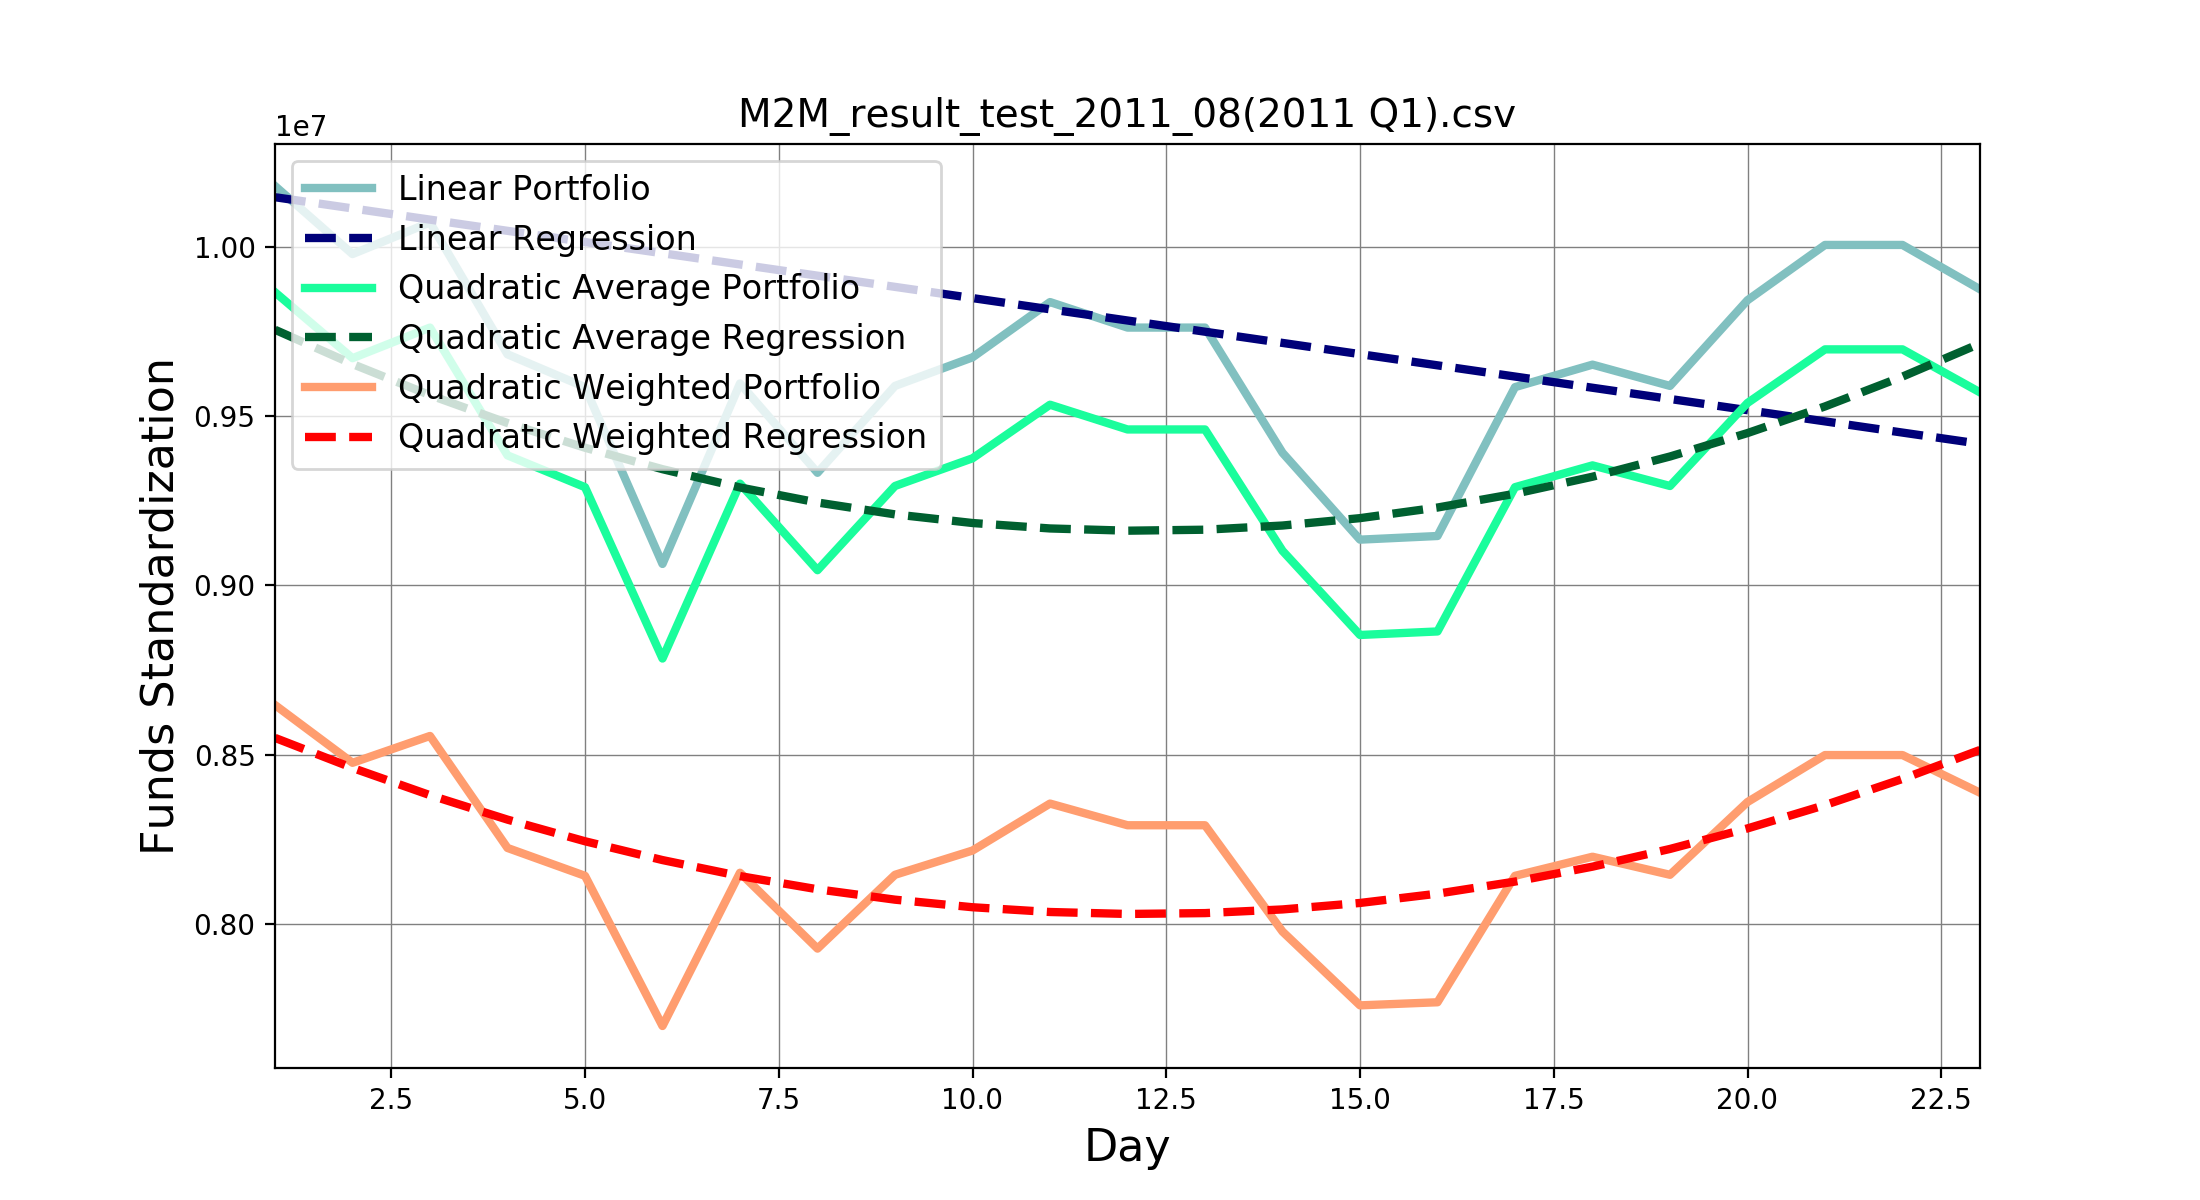 M2M_result_test_2011_08(2011 Q1).csv
1e7
Linear Portfolio
Linear Regression
Quadratic Average Portfolio
Quadratic Average Regression
Quadratic Weighted Portfolio
Quadratic Weighted Regression
1.00
0.95
0.90
0.85
0.80
Funds Standardization
2.5 5.0 7.5 10.0 12.5 15.0 17.5 20.0 22.5
Day